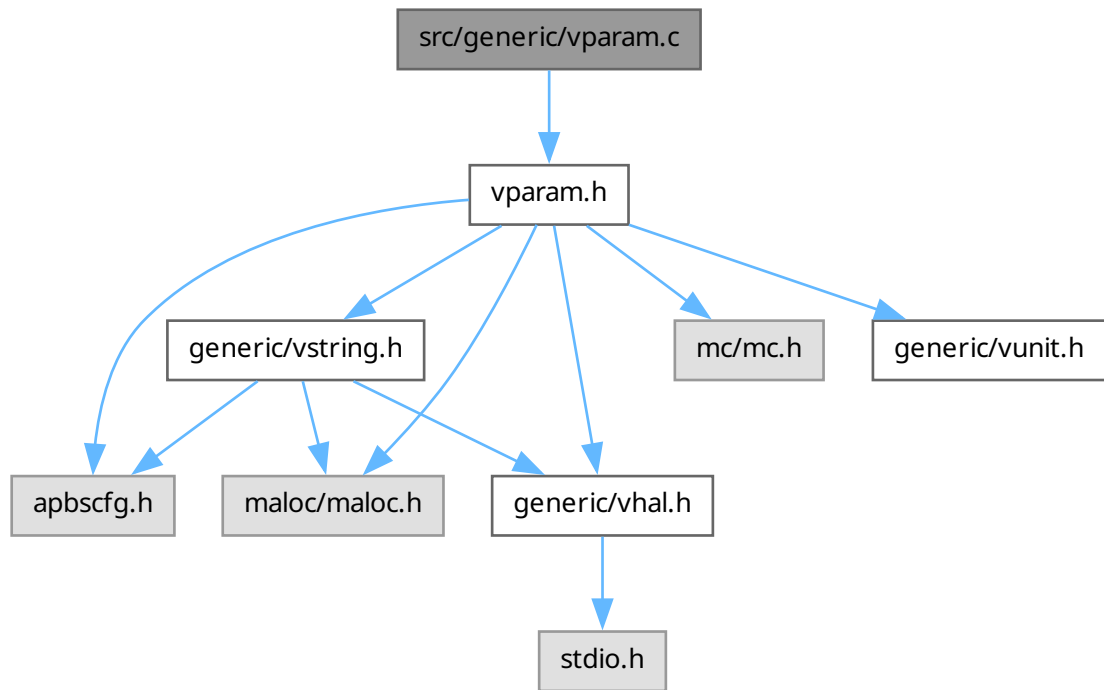 src/generic/vparam.c
vparam.h
generic/vstring.h
mc/mc.h
generic/vunit.h
apbscfg.h
maloc/maloc.h
generic/vhal.h
stdio.h